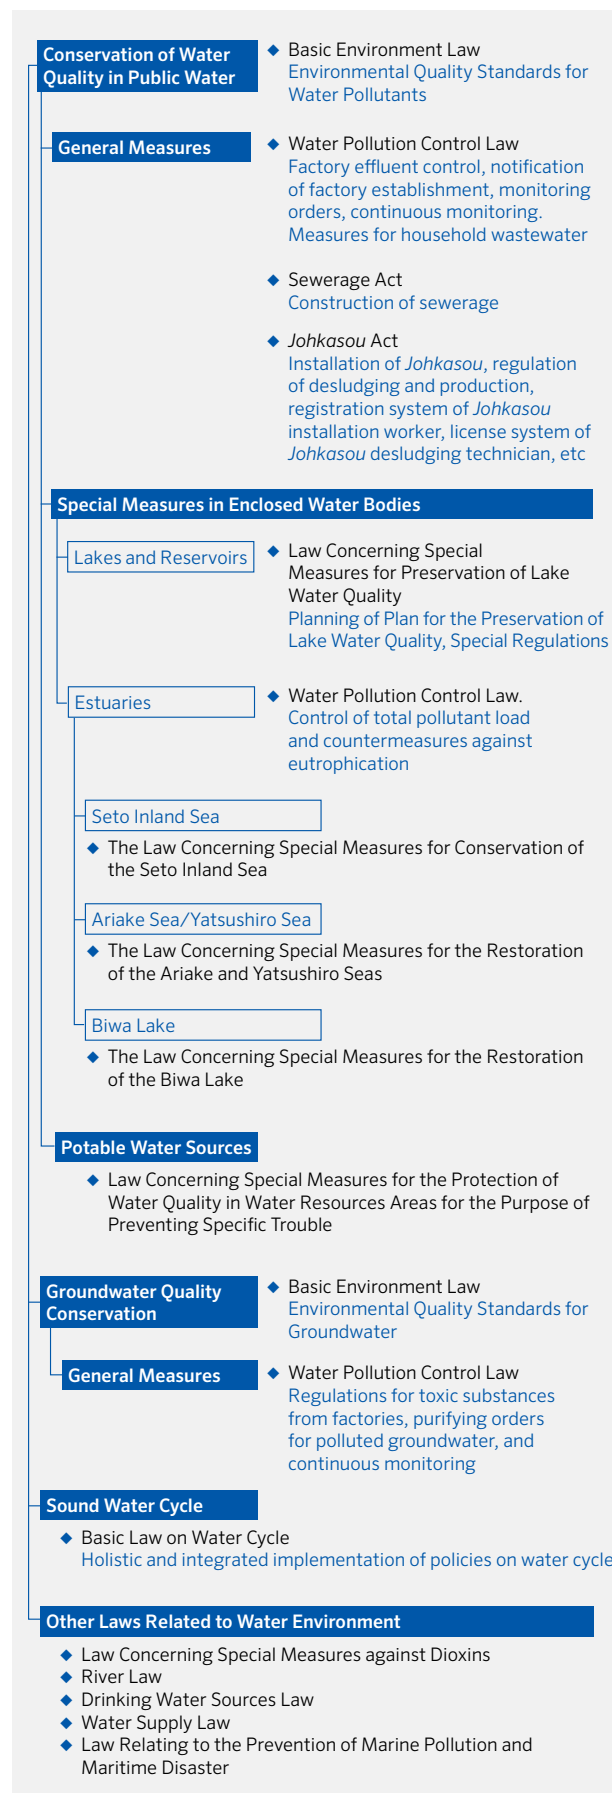 Conservation of Water
Quality in Public Water
◆ Basic Environment Law
Environmental Quality Standards for
Water Pollutants
General Measures
◆ Water Pollution Control Law
Factory effluent control, notification
of factory establishment, monitoring
orders, continuous monitoring.
Measures for household wastewater
◆ Sewerage Act
Construction of sewerage
◆ Johkasou Act
Installation of Johkasou, regulation
of desludging and production,
registration system of Johkasou
installation worker, license system of
Johkasou desludging technician, etc
Special Measures in Enclosed Water Bodies
Lakes and Reservoirs
◆ Law Concerning Special
Measures for Preservation of Lake
Water Quality
Planning of Plan for the Preservation of
Lake Water Quality, Special Regulations
Estuaries
◆ Water Pollution Control Law.
Control of total pollutant load
and countermeasures against
eutrophication
Seto Inland Sea
◆ The Law Concerning Special Measures for Conservation of
the Seto Inland Sea
Ariake Sea/Yatsushiro Sea
◆ The Law Concerning Special Measures for the Restoration
of the Ariake and Yatsushiro Seas
Biwa Lake
◆ The Law Concerning Special Measures for the Restoration
of the Biwa Lake
Potable Water Sources
◆ Law Concerning Special Measures for the Protection of
Water Quality in Water Resources Areas for the Purpose of
Preventing Specific Trouble
Groundwater Quality
Conservation
◆ Basic Environment Law
Environmental Quality Standards for
Groundwater
General Measures
◆ Water Pollution Control Law
Regulations for toxic substances
from factories, purifying orders
for polluted groundwater, and
continuous monitoring
Sound Water Cycle
◆ Basic Law on Water Cycle
Holistic and integrated implementation of policies on water cycle
Other Laws Related to Water Environment
◆ Law Concerning Special Measures against Dioxins
◆ River Law
◆ Drinking Water Sources Law
◆ Water Supply Law
◆ Law Relating to the Prevention of Marine Pollution and
Maritime Disaster